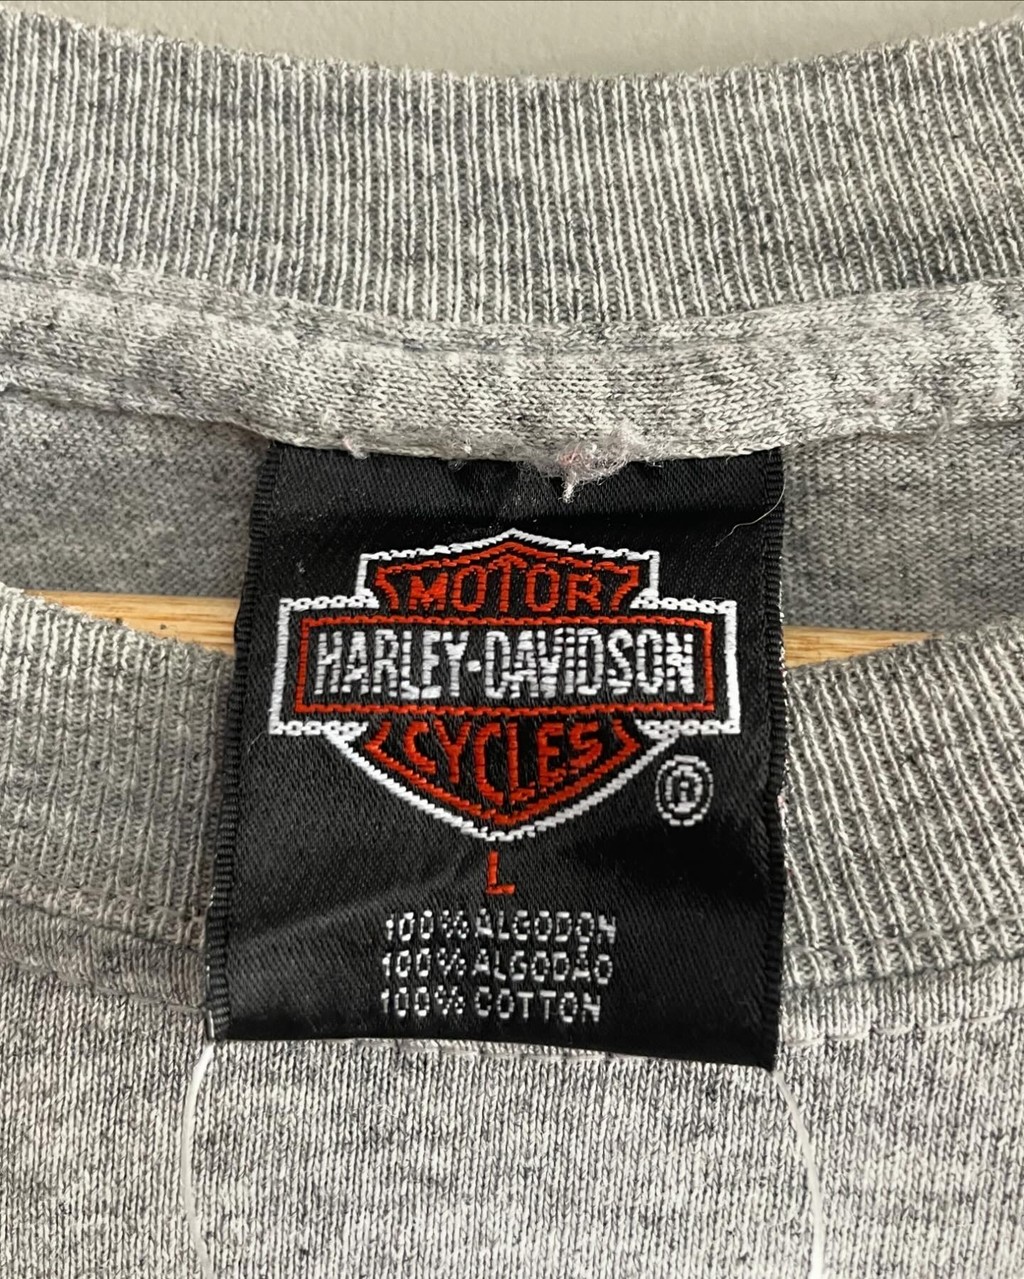 MOTOR
HARLEY-DAVIDSON
CYCLES
®
L
100% ALGODON
100% ALGODÃO
100% COTTON